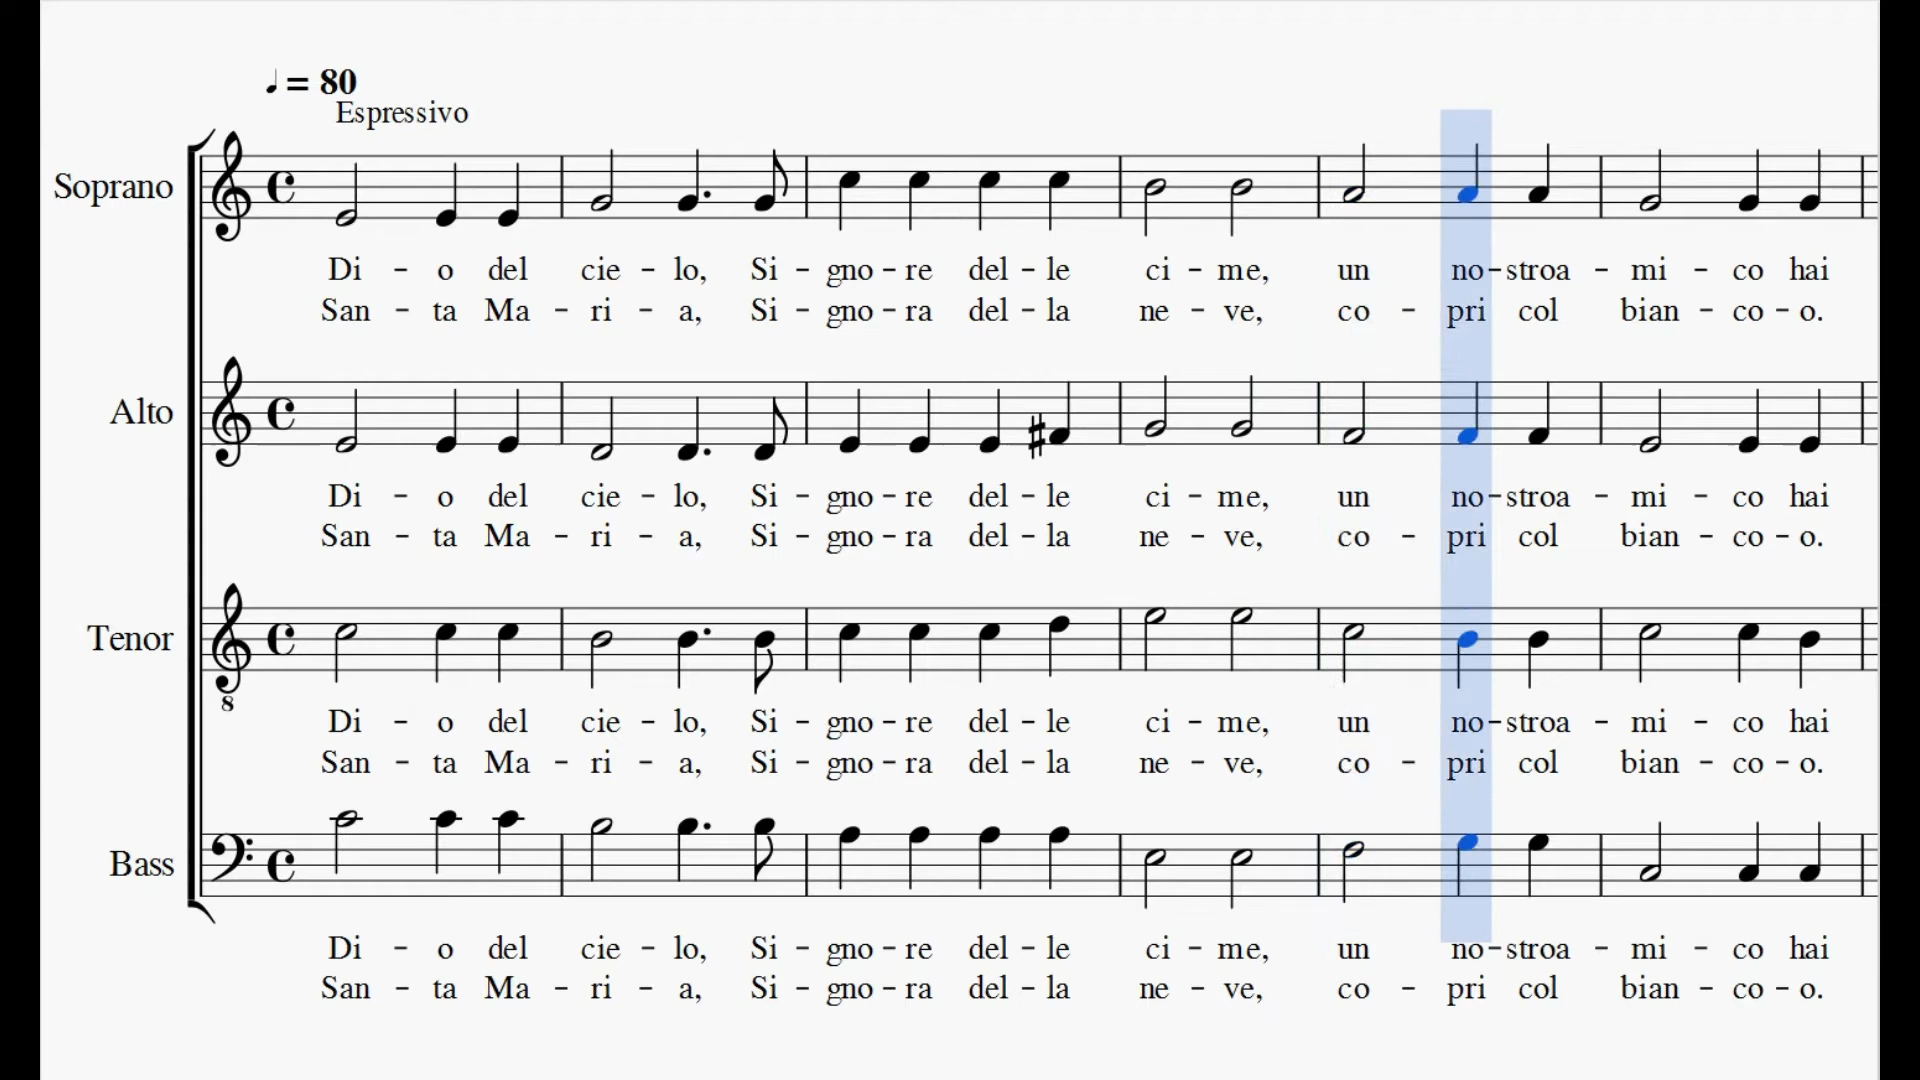 ♩ = 80
Espressivo
Soprano
Di - o del cie - lo, Si - gno - re del - le ci - me, un no - stroa - mi - co hai
San - ta Ma - ri - a, Si - gno - ra del - la ne - ve, co - pri col bian - co - o.
Alto
Di - o del cie - lo, Si - gno - re del - le ci - me, un no - stroa - mi - co hai
San - ta Ma - ri - a, Si - gno - ra del - la ne - ve, co - pri col bian - co - o.
Tenor
8
Di - o del cie - lo, Si - gno - re del - le ci - me, un no - stroa - mi - co hai
San - ta Ma - ri - a, Si - gno - ra del - la ne - ve, co - pri col bian - co - o.
Bass
Di - o del cie - lo, Si - gno - re del - le ci - me, un no - stroa - mi - co hai
San - ta Ma - ri - a, Si - gno - ra del - la ne - ve, co - pri col bian - co - o.